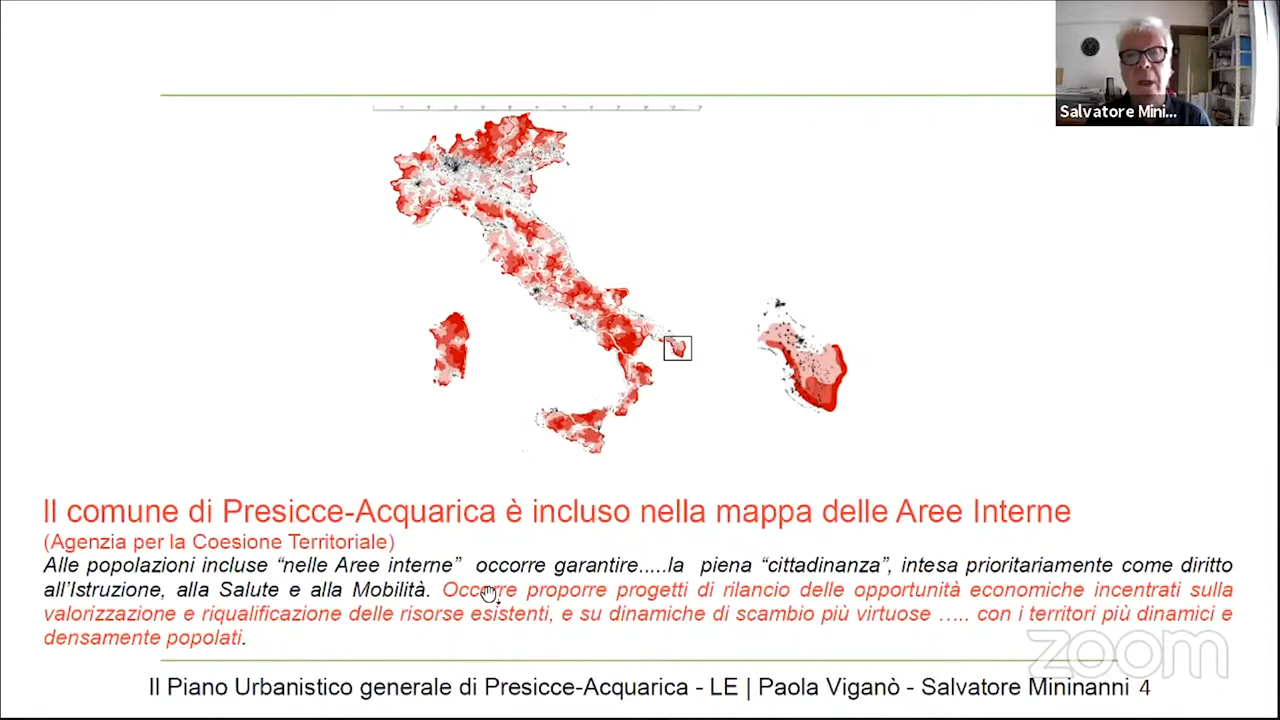 Salvatore Mini...
Il comune di Presicce-Acquarica è incluso nella mappa delle Aree Interne
(Agenzia per la Coesione Territoriale)
Alle popolazioni incluse “nelle Aree interne” occorre garantire.....la piena “cittadinanza”, intesa prioritariamente come diritto
all’Istruzione, alla Salute e alla Mobilità. Occorre proporre progetti di rilancio delle opportunità economiche incentrati sulla
valorizzazione e riqualificazione delle risorse esistenti, e su dinamiche di scambio più virtuose ….. con i territori più dinamici e
densamente popolati.
zoom
Il Piano Urbanistico generale di Presicce-Acquarica - LE | Paola Viganò - Salvatore Mininanni 4